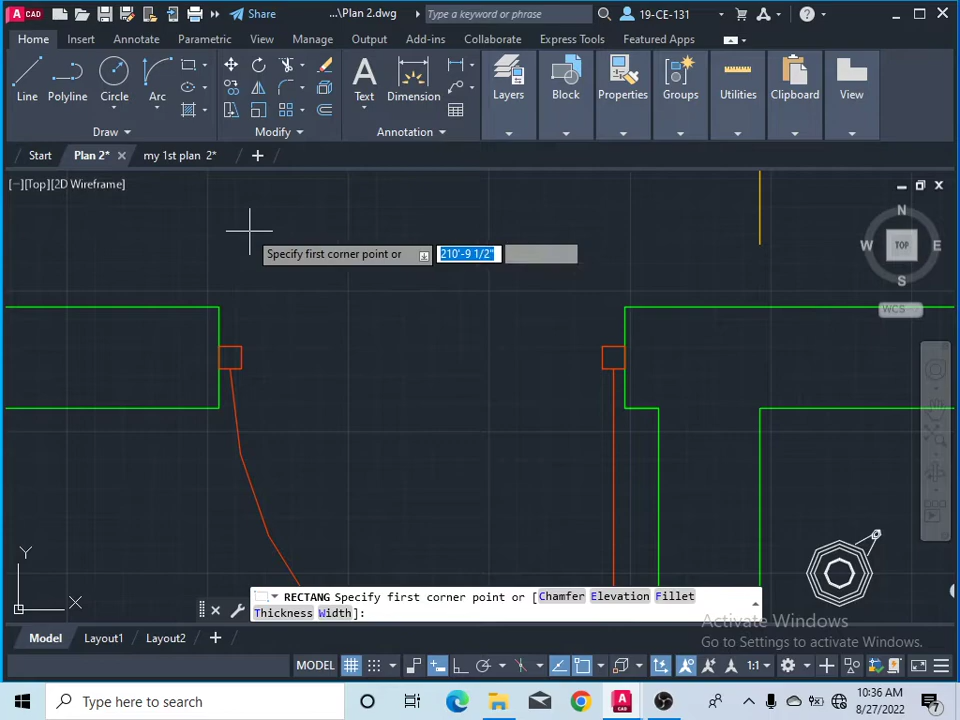 CAD
Share
...\Plan 2.dwg
Type a keyword or phrase
19-CE-131
Home Insert Annotate Parametric View Manage Output Add-ins Collaborate Express Tools Featured Apps
Line Polyline Circle Arc Text Dimension Layers Block Properties Groups Utilities Clipboard View
Draw Modify Annotation
Start Plan 2* my 1st plan 2*
[−][Top][2D Wireframe]
N
W TOP E
S
WCS
Specify first corner point or 210'-9 1/2"
Y
X
RECTANG Specify first corner point or [Chamfer Elevation Fillet
Thickness Width]:
Activate Windows
Go to Settings to activate Windows.
Model Layout1 Layout2
MODEL 1:1
Type here to search
10:36 AM
8/27/2022
7